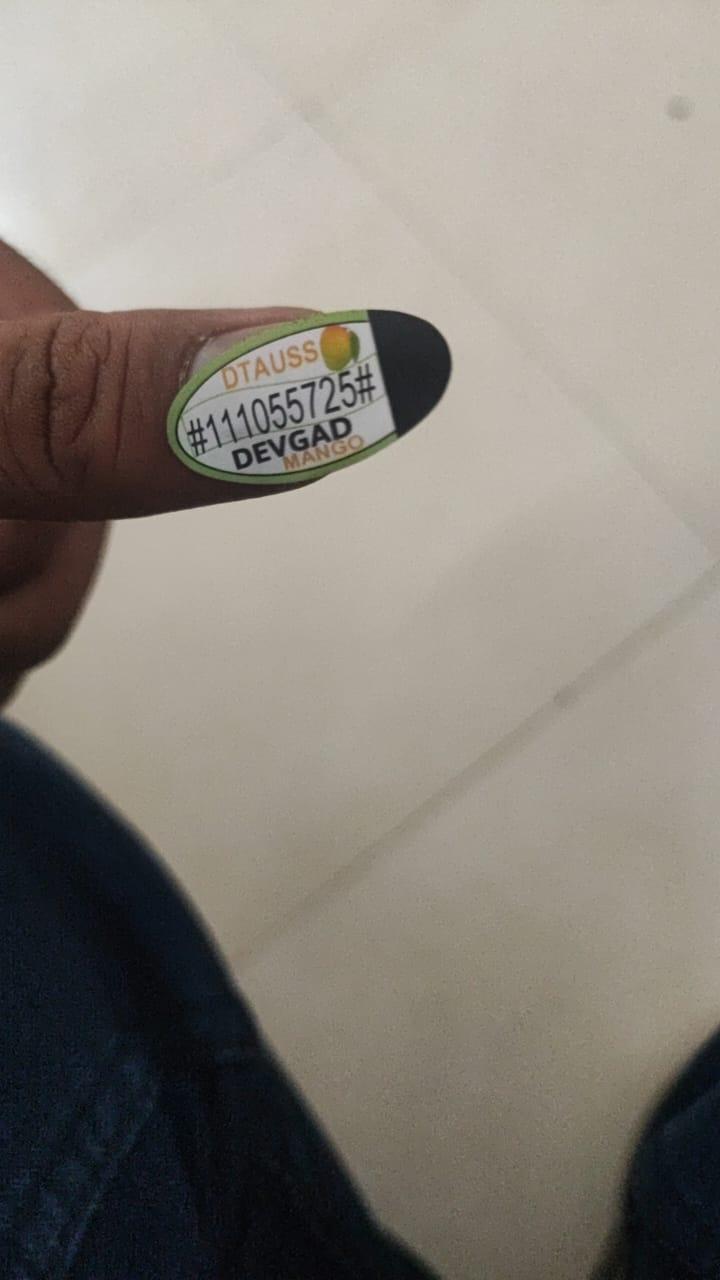 DTAUSS
#111055725#
DEVGAD
MANGO